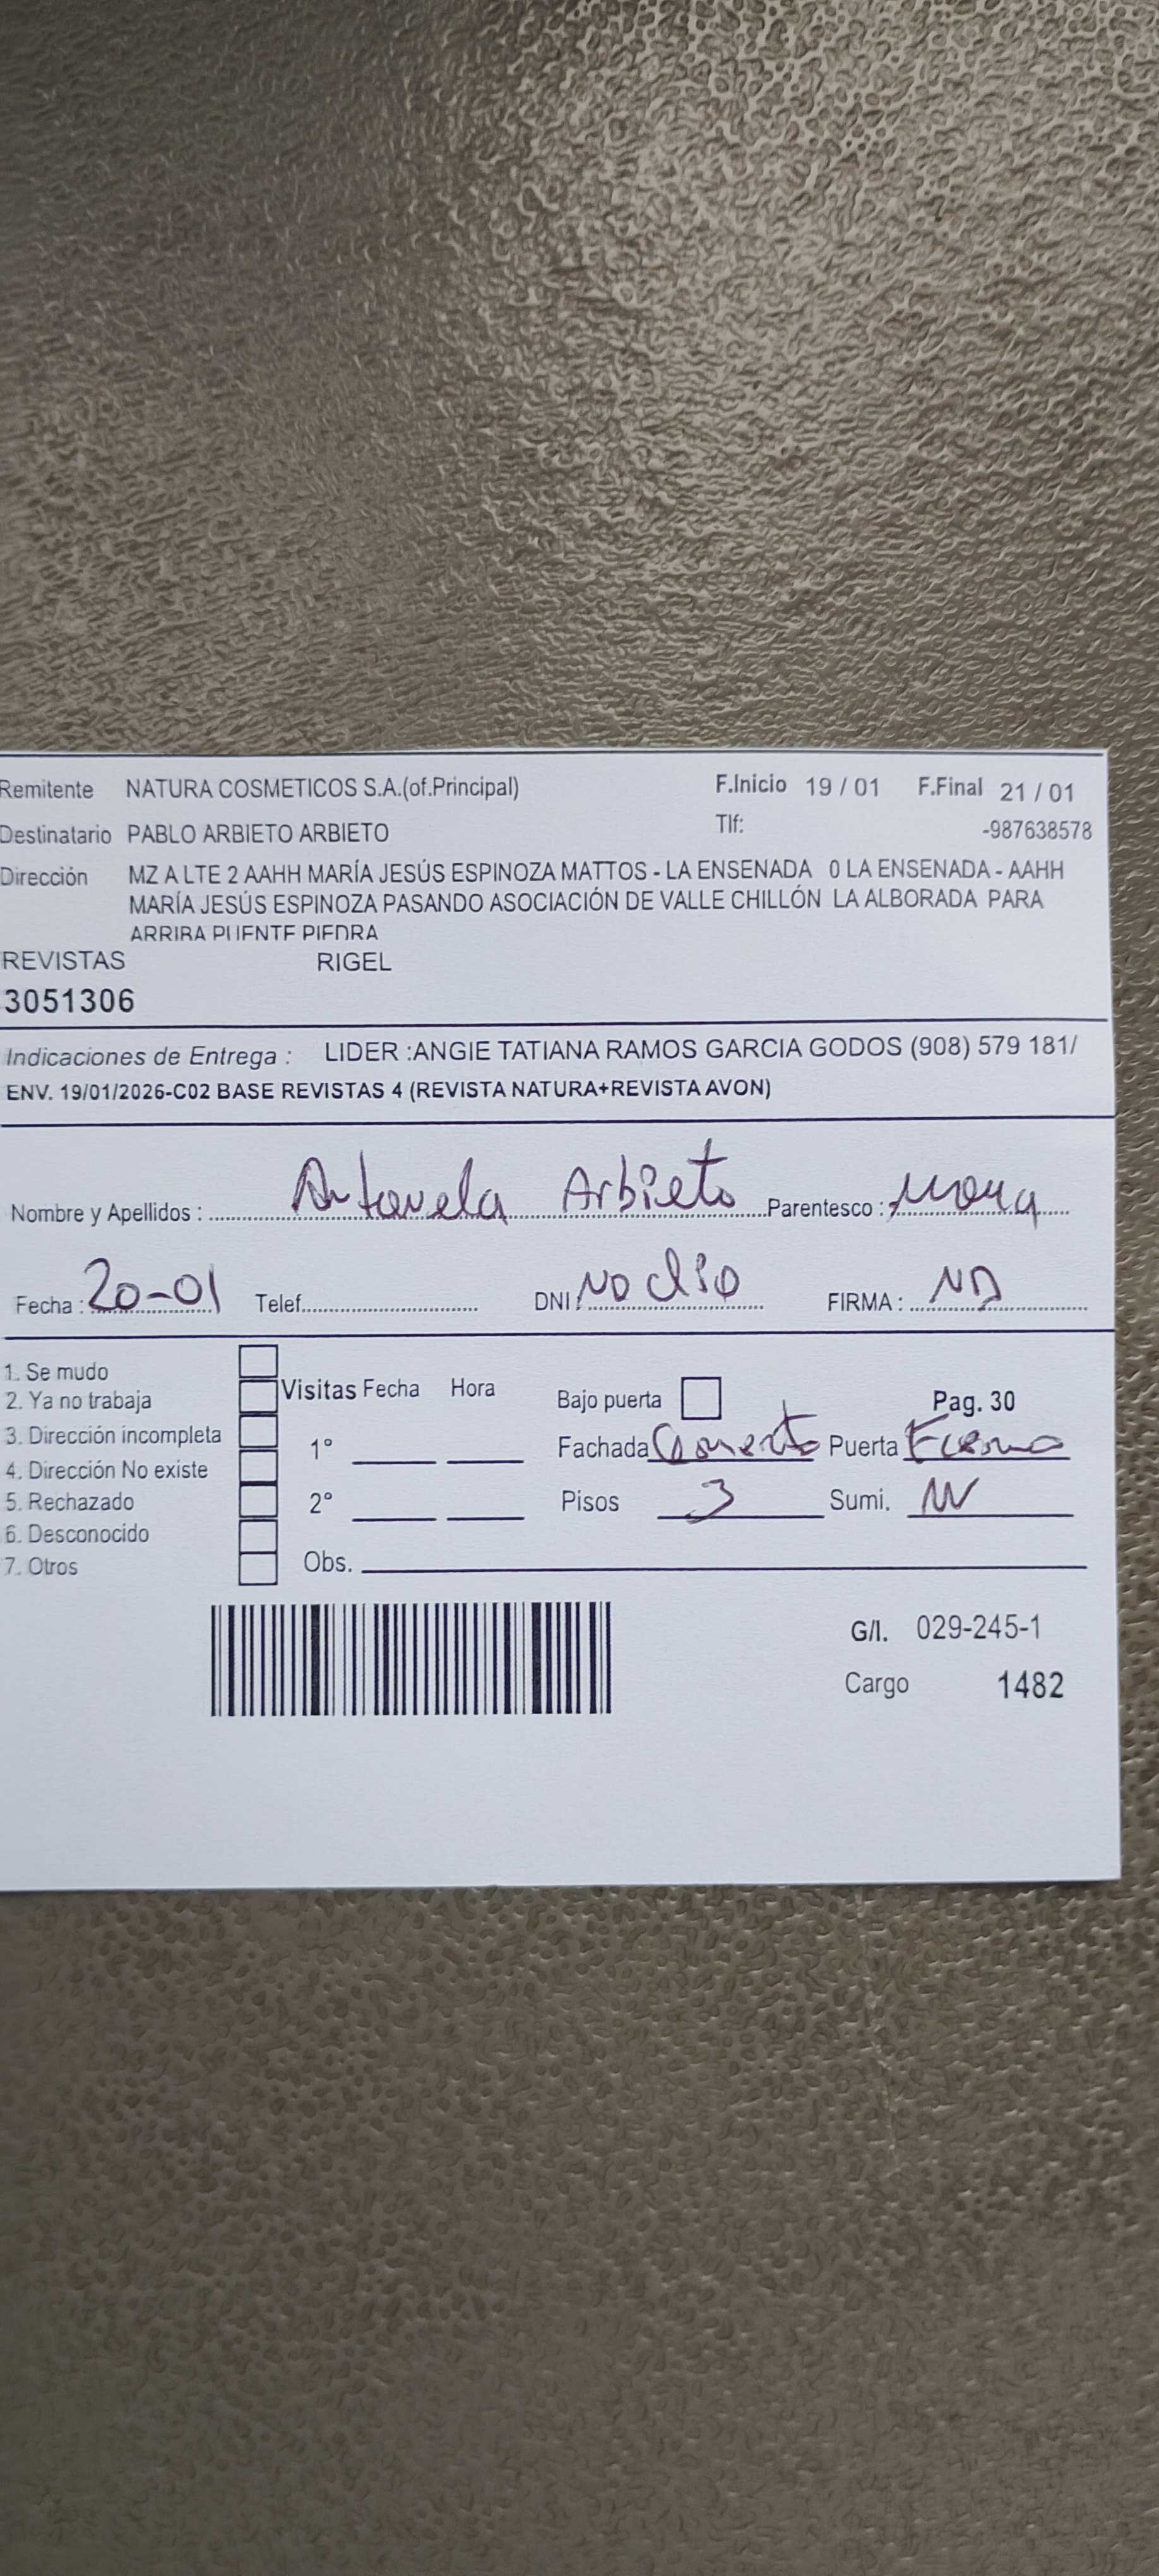 Remitente NATURA COSMETICOS S.A.(of.Principal) F.Inicio 19 / 01 F.Final 21 / 01
Destinatario PABLO ARBIETO ARBIETO Tlf: -987638578
Dirección MZ A LTE 2 AAHH MARÍA JESÚS ESPINOZA MATTOS - LA ENSENADA 0 LA ENSENADA - AAHH
MARÍA JESÚS ESPINOZA PASANDO ASOCIACIÓN DE VALLE CHILLÓN LA ALBORADA PARA
ARRIBA PUENTE PIEDRA
REVISTAS RIGEL
3051306
Indicaciones de Entrega : LIDER :ANGIE TATIANA RAMOS GARCIA GODOS (908) 579 181/
ENV. 19/01/2026-C02 BASE REVISTAS 4 (REVISTA NATURA+REVISTA AVON)
Nombre y Apellidos : Arbieto Parentesco :
Fecha : 20-01 Telef. DNI : NO dio FIRMA :
1. Se mudo
2. Ya no trabaja Visitas Fecha Hora Bajo puerta Pag. 30
3. Dirección incompleta 1° Fachada Puerta
4. Dirección No existe
5. Rechazado 2° Pisos 3 Sumi.
6. Desconocido
7. Otros Obs.
G/I. 029-245-1
Cargo 1482